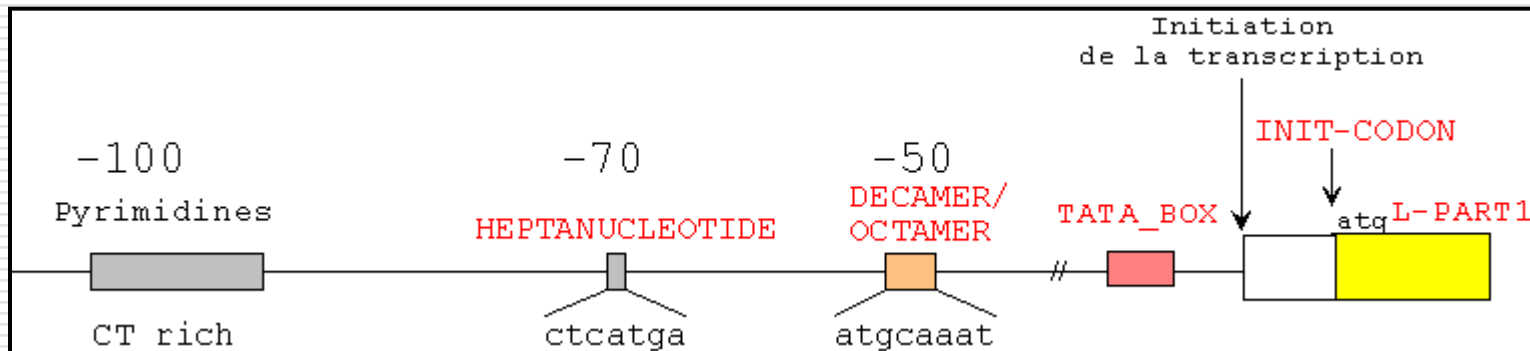 Initiation
de la transcription
INIT-CODON
-100
-70
-50
Pyrimidines
HEPTANUCLEOTIDE
DECAMER/
OCTAMER
TATA_BOX
atg
L-PART1
//
CT rich
ctcatga
atgcaaat